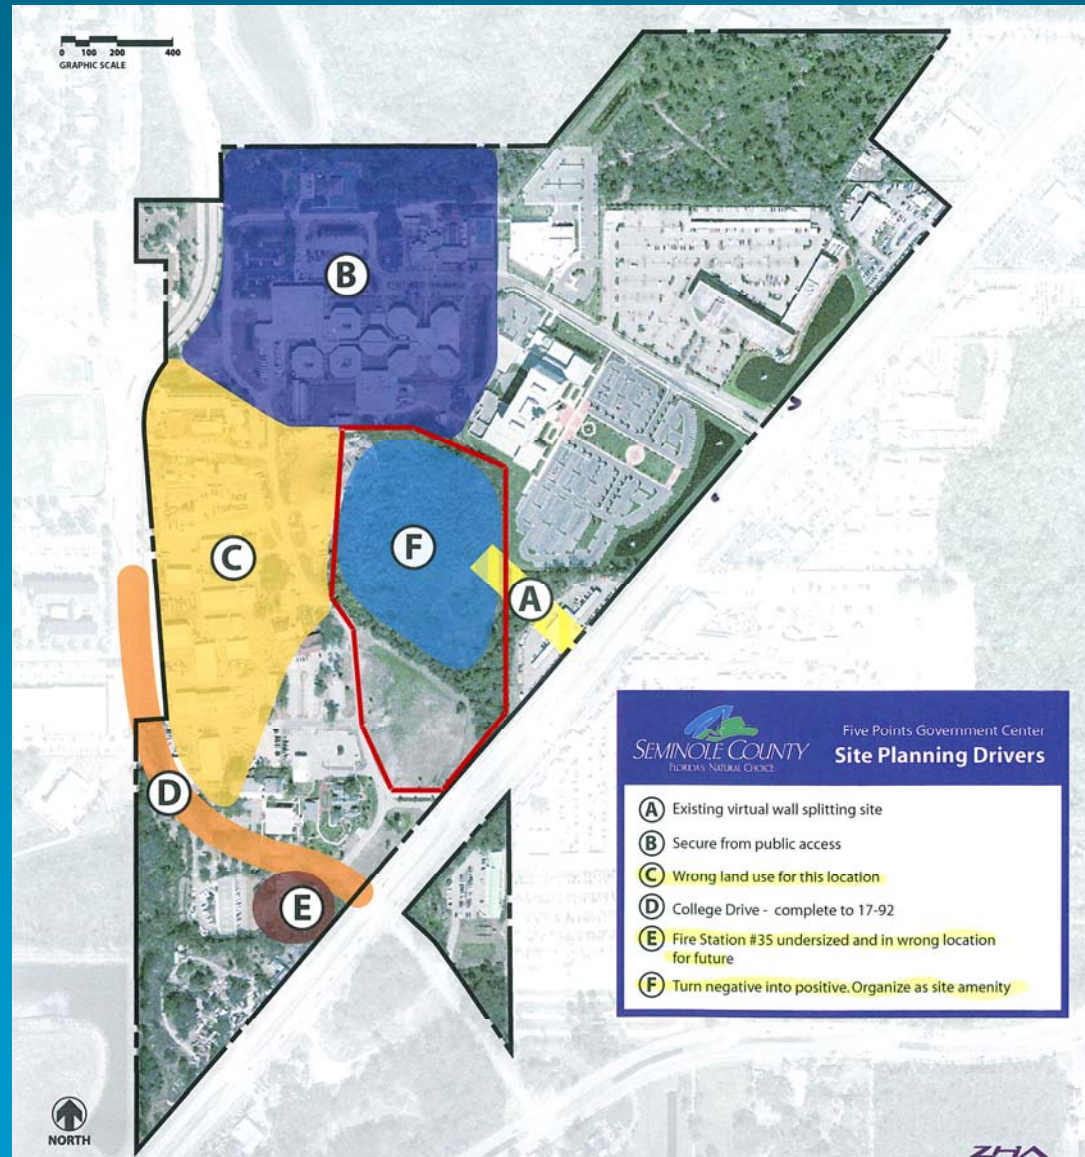 0 100 200 400
GRAPHIC SCALE
B
C
F
A
D
E
SEMINOLE COUNTY
FLORIDA'S NATURAL CHOICE
Five Points Government Center
Site Planning Drivers
A Existing virtual wall splitting site
B Secure from public access
C Wrong land use for this location
D College Drive - complete to 17-92
E Fire Station #35 undersized and in wrong location
for future
F Turn negative into positive. Organize as site amenity
NORTH
ZHA